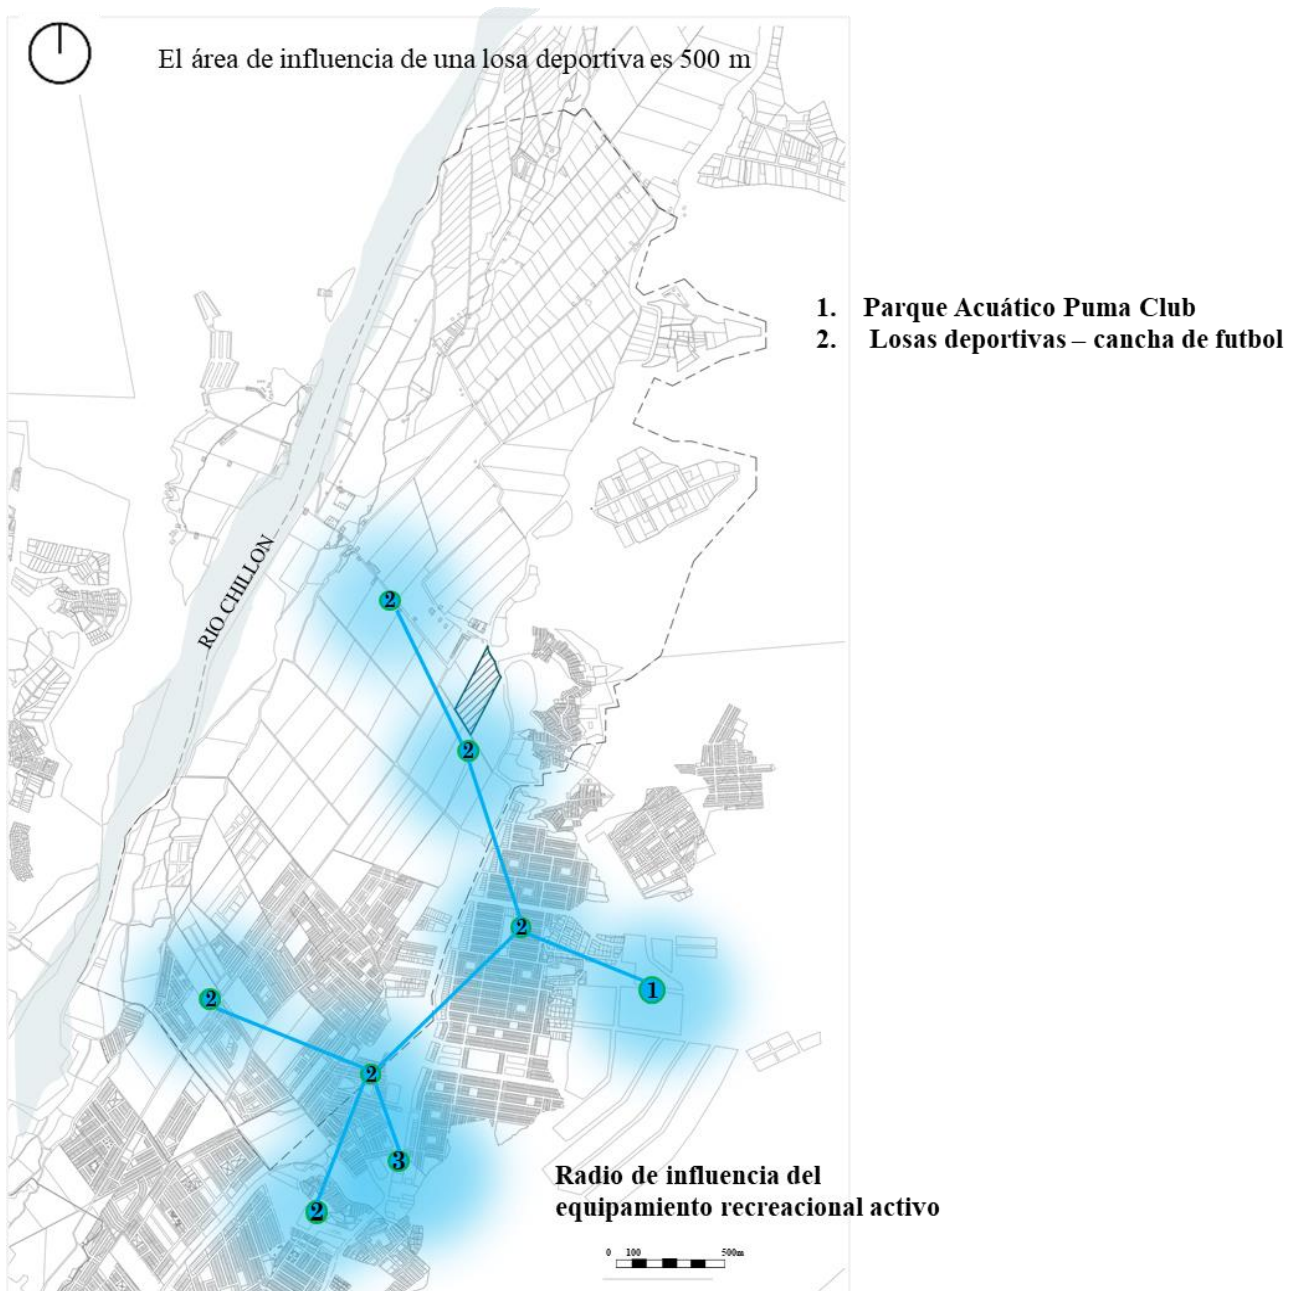 El área de influencia de una losa deportiva es 500 m
1. Parque Acuático Puma Club
2. Losas deportivas – cancha de futbol
RIO CHILLON
2
2
2
1
2
2
3
2
Radio de influencia del
equipamiento recreacional activo
0 100 500m